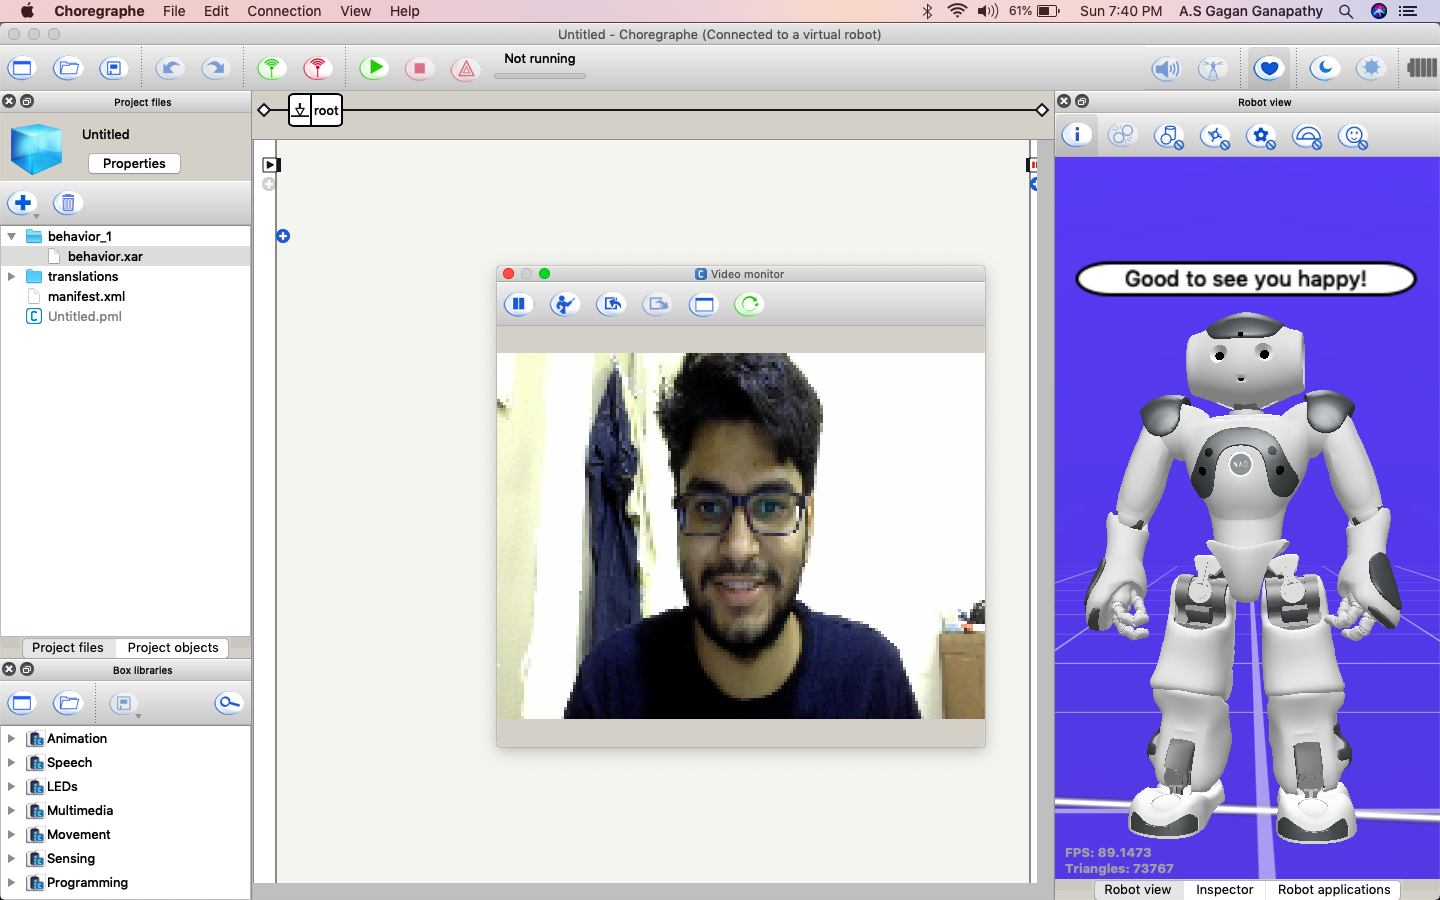 Choregraphe File Edit Connection View Help 61% Sun 7:40 PM A.S Gagan Ganapathy
Untitled - Choregraphe (Connected to a virtual robot)
Not running
Project files
Untitled
Properties
behavior_1
behavior.xar
translations
manifest.xml
Untitled.pml
Project files Project objects
Box libraries
Animation
Speech
LEDs
Multimedia
Movement
Sensing
Programming
root
Video monitor
Robot view
Good to see you happy!
NAO
FPS: 89.1473
Triangles: 73767
Robot view Inspector Robot applications